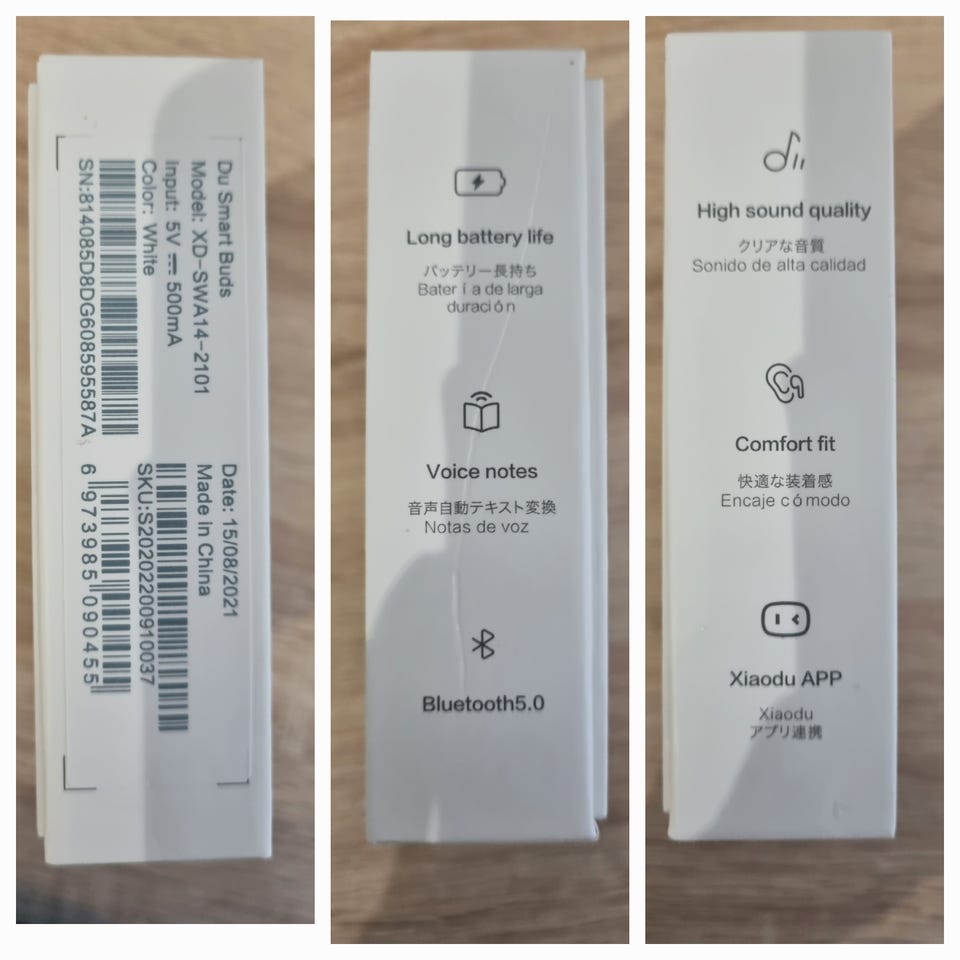 Du Smart Buds
Model: XD-SWA14-2101
Input: 5V ⎓ 500mA
Color: White
SN:814085D8DG608595587A
Date: 15/08/2021
Made in China
SKU:S20202200910037
6 973985 090455
Long battery life
バッテリー長持ち
Bater í a de larga
duraci ó n
Voice notes
音声自動テキスト変換
Notas de voz
Bluetooth5.0
High sound quality
クリアな音質
Sonido de alta calidad
Comfort fit
快適な装着感
Encaje c ó modo
Xiaodu APP
Xiaodu
アプリ連携